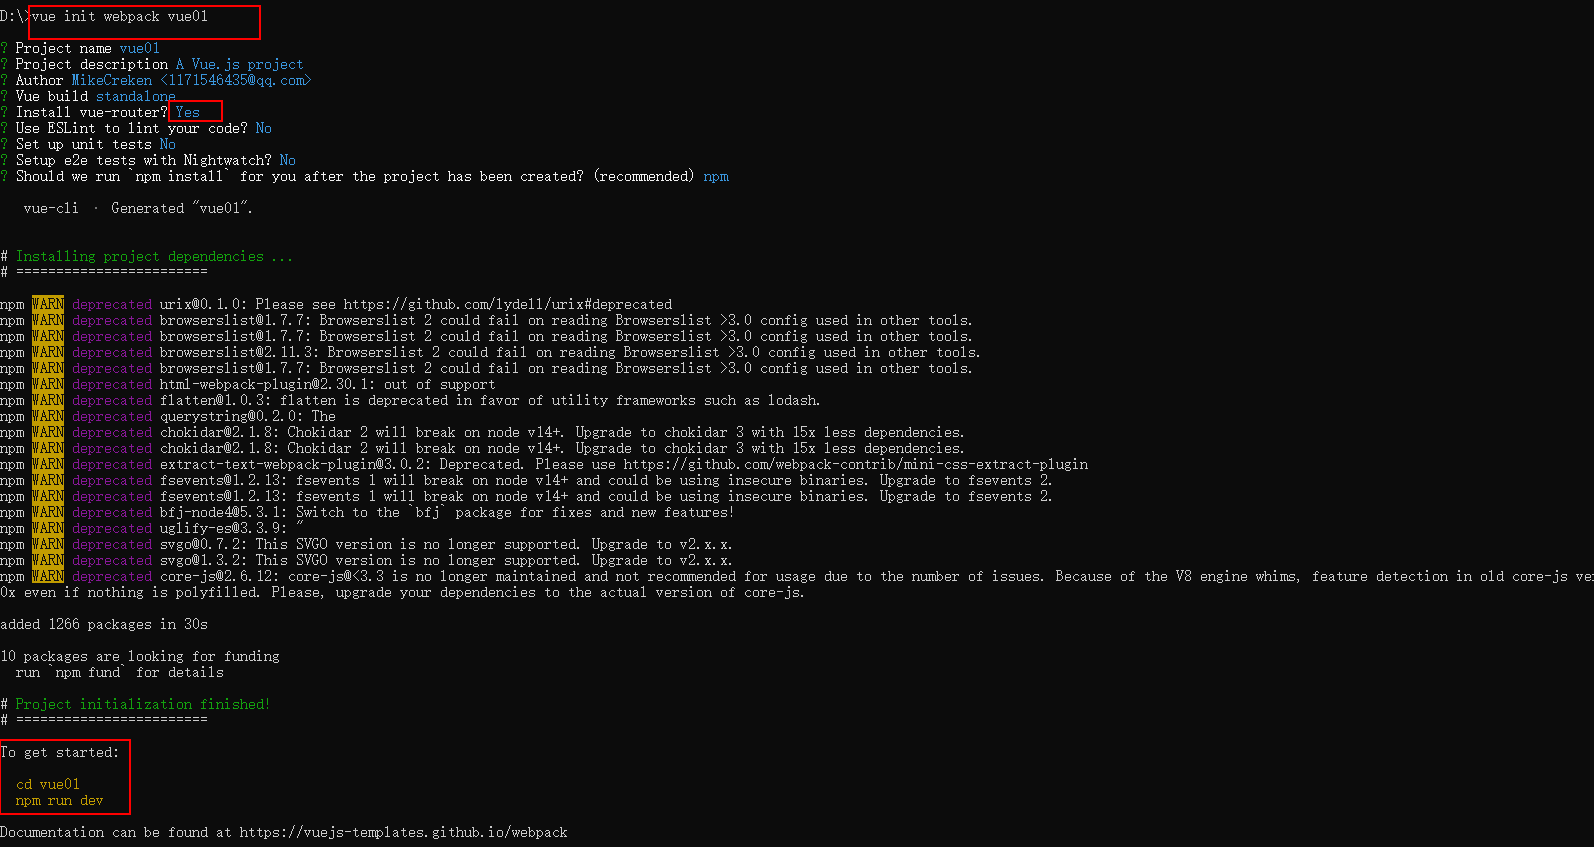 D:\>vue init webpack vue01
? Project name vue01
? Project description A Vue.js project
? Author MikeCreken <1171546435@qq.com>
? Vue build standalone
? Install vue-router? Yes
? Use ESLint to lint your code? No
? Set up unit tests No
? Setup e2e tests with Nightwatch? No
? Should we run `npm install` for you after the project has been created? (recommended) npm
vue-cli · Generated "vue01".
# Installing project dependencies ...
# ========================
npm WARN deprecated urix@0.1.0: Please see https://github.com/lydell/urix#deprecated
npm WARN deprecated browserslist@1.7.7: Browserslist 2 could fail on reading Browserslist >3.0 config used in other tools.
npm WARN deprecated browserslist@1.7.7: Browserslist 2 could fail on reading Browserslist >3.0 config used in other tools.
npm WARN deprecated browserslist@2.11.3: Browserslist 2 could fail on reading Browserslist >3.0 config used in other tools.
npm WARN deprecated browserslist@1.7.7: Browserslist 2 could fail on reading Browserslist >3.0 config used in other tools.
npm WARN deprecated html-webpack-plugin@2.30.1: out of support
npm WARN deprecated flatten@1.0.3: flatten is deprecated in favor of utility frameworks such as lodash.
npm WARN deprecated querystring@0.2.0: The
npm WARN deprecated chokidar@2.1.8: Chokidar 2 will break on node v14+. Upgrade to chokidar 3 with 15x less dependencies.
npm WARN deprecated chokidar@2.1.8: Chokidar 2 will break on node v14+. Upgrade to chokidar 3 with 15x less dependencies.
npm WARN deprecated extract-text-webpack-plugin@3.0.2: Deprecated. Please use https://github.com/webpack-contrib/mini-css-extract-plugin
npm WARN deprecated fsevents@1.2.13: fsevents 1 will break on node v14+ and could be using insecure binaries. Upgrade to fsevents 2.
npm WARN deprecated fsevents@1.2.13: fsevents 1 will break on node v14+ and could be using insecure binaries. Upgrade to fsevents 2.
npm WARN deprecated bfj-node4@5.3.1: Switch to the `bfj` package for fixes and new features!
npm WARN deprecated uglify-es@3.3.9: "
npm WARN deprecated svgo@0.7.2: This SVGO version is no longer supported. Upgrade to v2.x.x.
npm WARN deprecated svgo@1.3.2: This SVGO version is no longer supported. Upgrade to v2.x.x.
npm WARN deprecated core-js@2.6.12: core-js@<3.3 is no longer maintained and not recommended for usage due to the number of issues. Because of the V8 engine whims, feature detection in old core-js ve
0x even if nothing is polyfilled. Please, upgrade your dependencies to the actual version of core-js.
added 1266 packages in 30s
10 packages are looking for funding
run `npm fund` for details
# Project initialization finished!
# ========================
To get started:
cd vue01
npm run dev
Documentation can be found at https://vuejs-templates.github.io/webpack